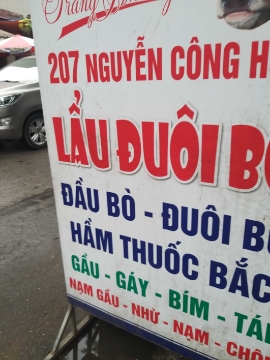 207 NGUYỄN CÔNG H
LẨU ĐUÔI BÒ
ĐẦU BÒ - ĐUÔI B
HẦM THUỐC BẮC
GẦU - GÁY - BÍM - TÁ
NẠM GẦU - NHỪ - NẠM - CHÔ